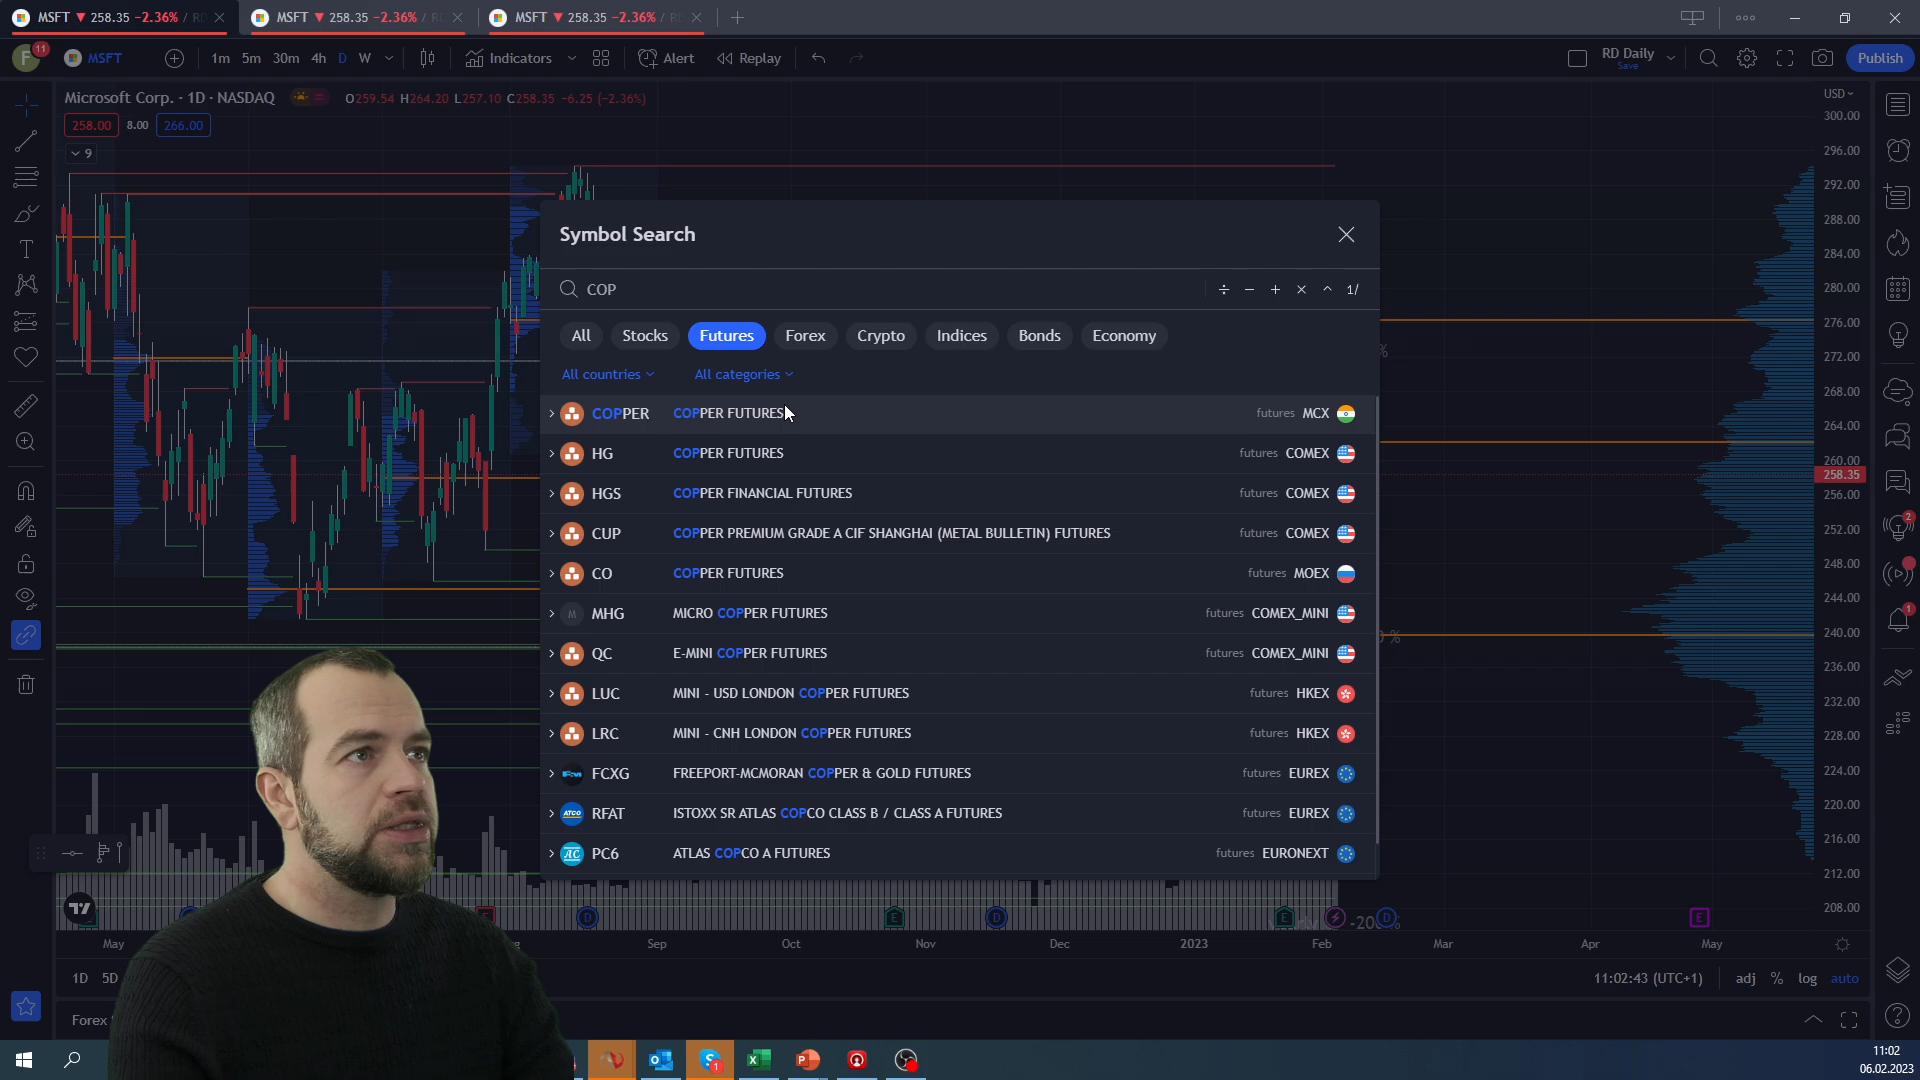 MSFT ▼ 258.35 -2.36% /
MSFT ▼ 258.35 -2.36% /
MSFT ▼ 258.35 -2.36% /
F 11 MSFT 1m 5m 30m 4h D W Indicators Alert Replay RD Daily Save Publish
Microsoft Corp. · 1D · NASDAQ O259.54 H264.20 L257.10 C258.35 -6.25 (-2.36%)
258.00 8.00 266.00
9
USD
300.00
296.00
292.00
288.00
284.00
280.00
276.00
272.00
268.00
264.00
260.00
258.35
256.00
252.00
248.00
244.00
240.00
236.00
232.00
228.00
224.00
220.00
216.00
212.00
208.00
Symbol Search
COP 1/
All Stocks Futures Forex Crypto Indices Bonds Economy
All countries All categories
COPPER COPPER FUTURES futures MCX
HG COPPER FUTURES futures COMEX
HGS COPPER FINANCIAL FUTURES futures COMEX
CUP COPPER PREMIUM GRADE A CIF SHANGHAI (METAL BULLETIN) FUTURES futures COMEX
CO COPPER FUTURES futures MOEX
M MHG MICRO COPPER FUTURES futures COMEX_MINI
QC E-MINI COPPER FUTURES futures COMEX_MINI
LUC MINI - USD LONDON COPPER FUTURES futures HKEX
LRC MINI - CNH LONDON COPPER FUTURES futures HKEX
FCXG FREEPORT-MCMORAN COPPER & GOLD FUTURES futures EUREX
ATCO RFAT ISTOXX SR ATLAS COPCO CLASS B / CLASS A FUTURES futures EUREX
AC PC6 ATLAS COPCO A FUTURES futures EURONEXT
E D E D E D E
-200%
May Sep Oct Nov Dec 2023 Feb Mar Apr May
1D 5D 11:02:43 (UTC+1) adj % log auto
Forex
2
1
11:02
06.02.2023